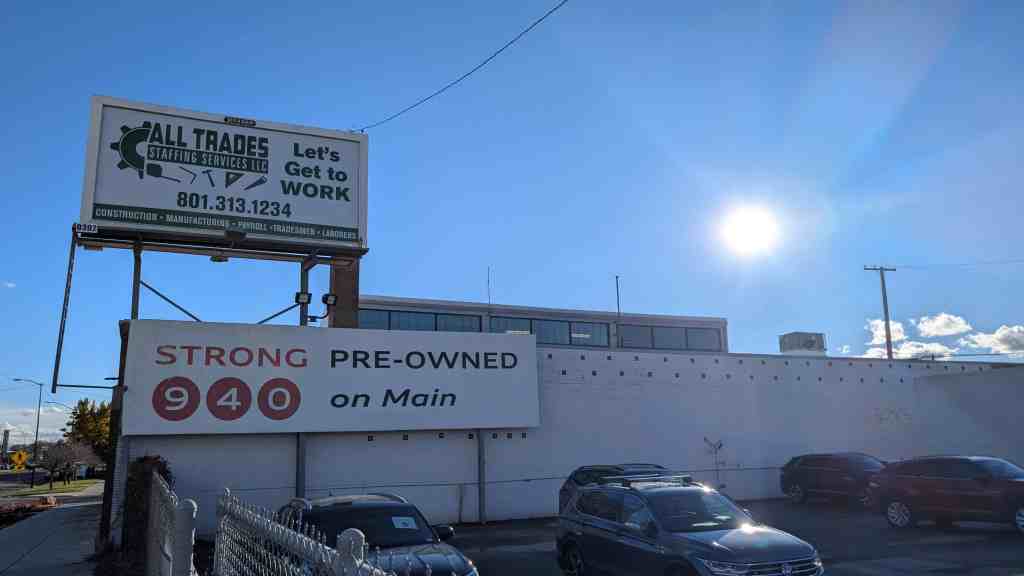 ALL TRADES
STAFFING SERVICES LLC
Let's
Get to
WORK
801.313.1234
CONSTRUCTION • MANUFACTURING • PAYROLL • TRADESMEN • LABORERS
STRONG PRE-OWNED
940 on Main